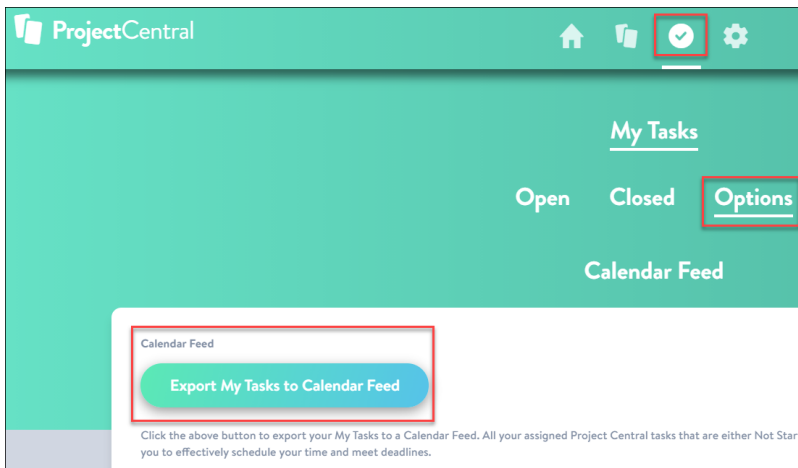 ProjectCentral
My Tasks
Open Closed Options
Calendar Feed
Calendar Feed
Export My Tasks to Calendar Feed
Click the above button to export your My Tasks to a Calendar Feed. All your assigned Project Central tasks that are either Not Star
you to effectively schedule your time and meet deadlines.